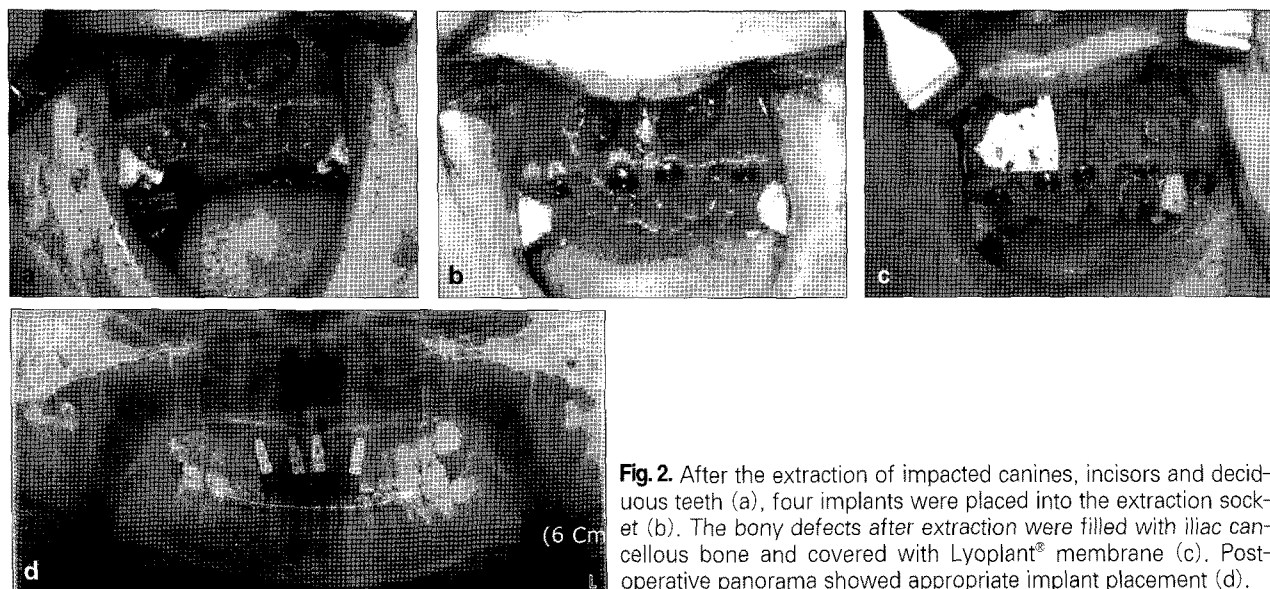 a
b
c
d
(6 Cm
L
Fig. 2. After the extraction of impacted canines, incisors and decid-
uous teeth (a), four implants were placed into the extraction sock-
et (b). The bony defects after extraction were filled with iliac can-
cellous bone and covered with Lyoplant® membrane (c). Post-
operative panorama showed appropriate implant placement (d).